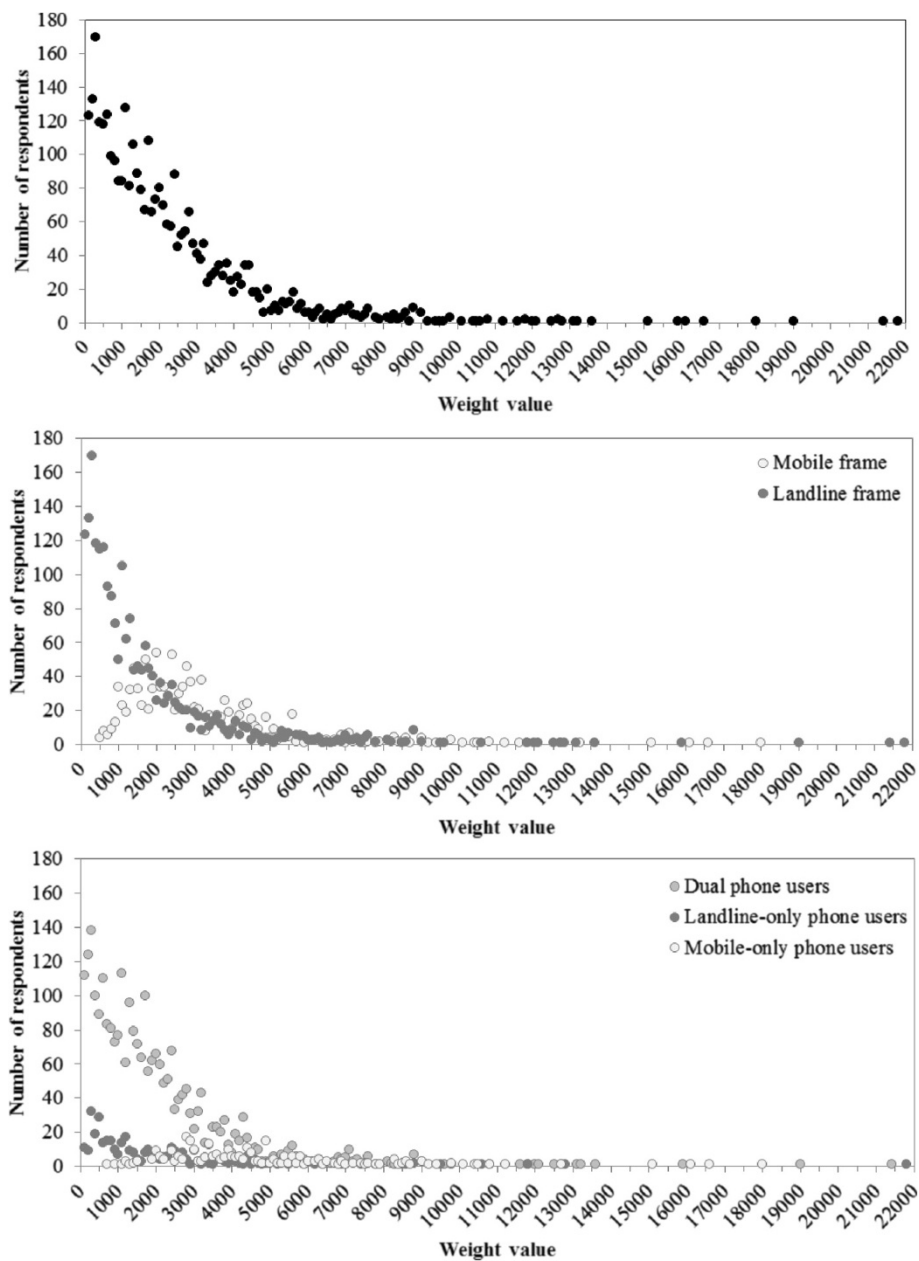 180
160
140
120
100
80
60
40
20
0
Number of respondents
0 1000 2000 3000 4000 5000 6000 7000 8000 9000 10000 11000 12000 13000 14000 15000 16000 17000 18000 19000 20000 21000 22000
Weight value
180
160
140
120
100
80
60
40
20
0
Number of respondents
Mobile frame
Landline frame
0 1000 2000 3000 4000 5000 6000 7000 8000 9000 10000 11000 12000 13000 14000 15000 16000 17000 18000 19000 20000 21000 22000
Weight value
180
160
140
120
100
80
60
40
20
0
Number of respondents
Dual phone users
Landline-only phone users
Mobile-only phone users
0 1000 2000 3000 4000 5000 6000 7000 8000 9000 10000 11000 12000 13000 14000 15000 16000 17000 18000 19000 20000 21000 22000
Weight value